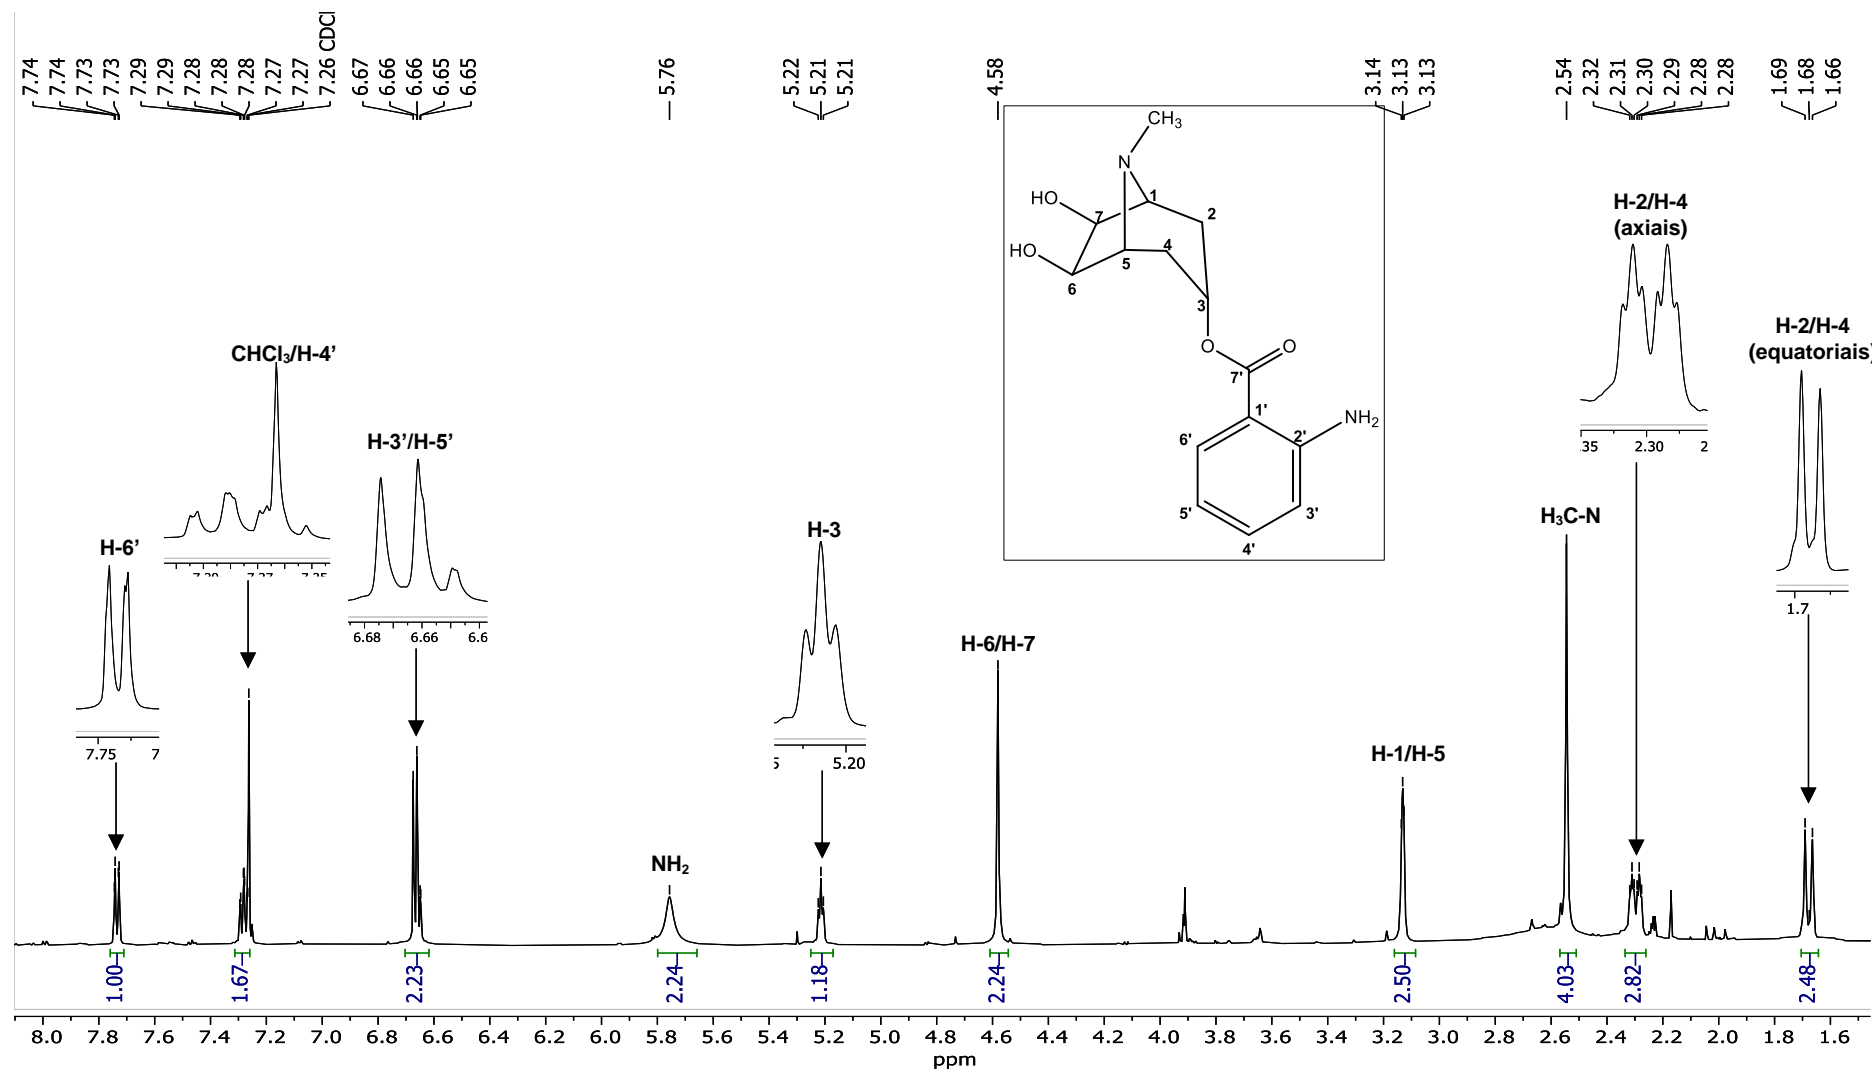 7.74
7.74
7.73
7.73
7.29
7.29
7.28
7.28
7.28
7.27
7.27
7.26 CDCl
6.67
6.66
6.66
6.65
6.65
5.76
5.22
5.21
5.21
4.58
3.14
3.13
3.13
2.54
2.32
2.31
2.30
2.29
2.28
2.28
1.69
1.68
1.66
CH₃
N
HO
7
1
2
HO
4
5
6
3
O
O
7'
1'
NH₂
6'
2'
5'
3'
4'
H-2/H-4
(axiais)
.35 2.30 2
H-2/H-4
(equatoriais)
1.7
CHCl₃/H-4’
H-3’/H-5’
6.68 6.66 6.6
H-6’
7.75 7
H-3
5 5.20
H₃C-N
H-6/H-7
H-1/H-5
NH₂
1.00
1.67
2.23
2.24
1.18
2.24
2.50
4.03
2.82
2.48
8.0 7.8 7.6 7.4 7.2 7.0 6.8 6.6 6.4 6.2 6.0 5.8 5.6 5.4 5.2 5.0 4.8 4.6 4.4 4.2 4.0 3.8 3.6 3.4 3.2 3.0 2.8 2.6 2.4 2.2 2.0 1.8 1.6
ppm